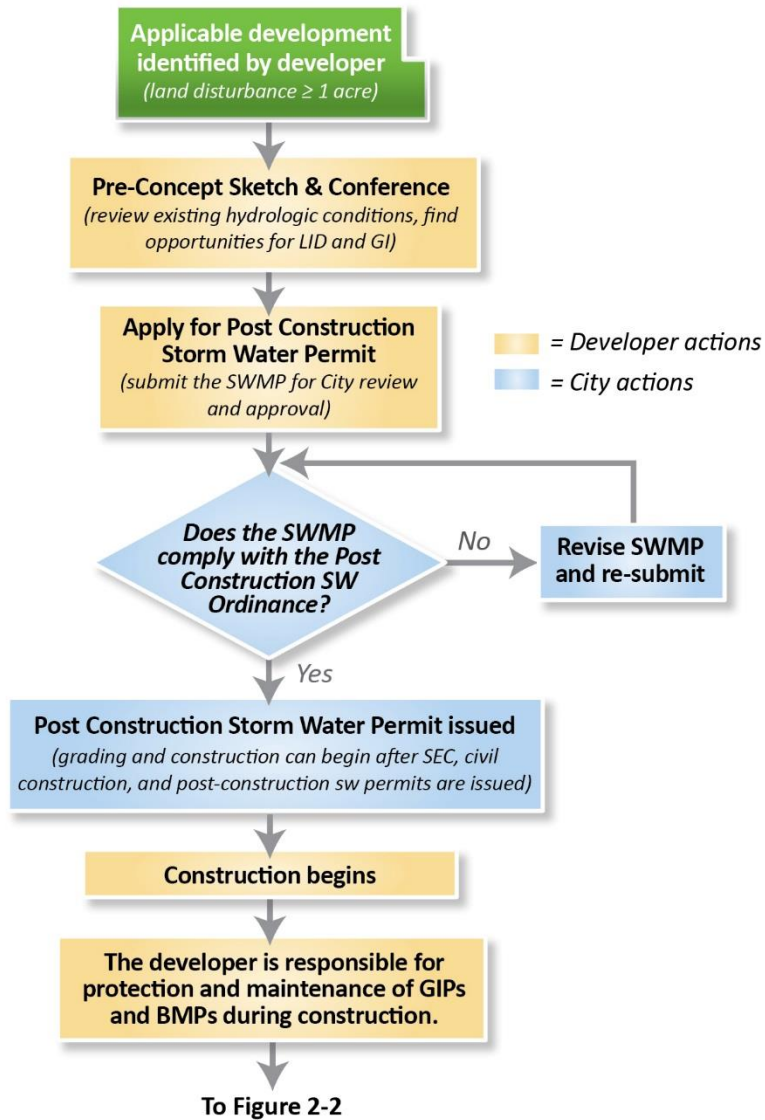 Applicable development
identified by developer
(land disturbance ≥ 1 acre)
Pre-Concept Sketch & Conference
(review existing hydrologic conditions, find
opportunities for LID and GI)
Apply for Post Construction
Storm Water Permit
(submit the SWMP for City review
and approval)
= Developer actions
= City actions
Does the SWMP
comply with the Post
Construction SW
Ordinance?
No
Revise SWMP
and re-submit
Yes
Post Construction Storm Water Permit issued
(grading and construction can begin after SEC, civil
construction, and post-construction sw permits are issued)
Construction begins
The developer is responsible for
protection and maintenance of GIPs
and BMPs during construction.
To Figure 2-2